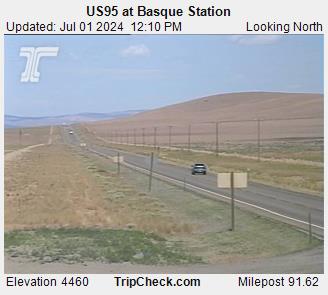 US95 at Basque Station
Updated: Jul 01 2024 12:10 PM Looking North
Elevation 4460 TripCheck.com Milepost 91.62